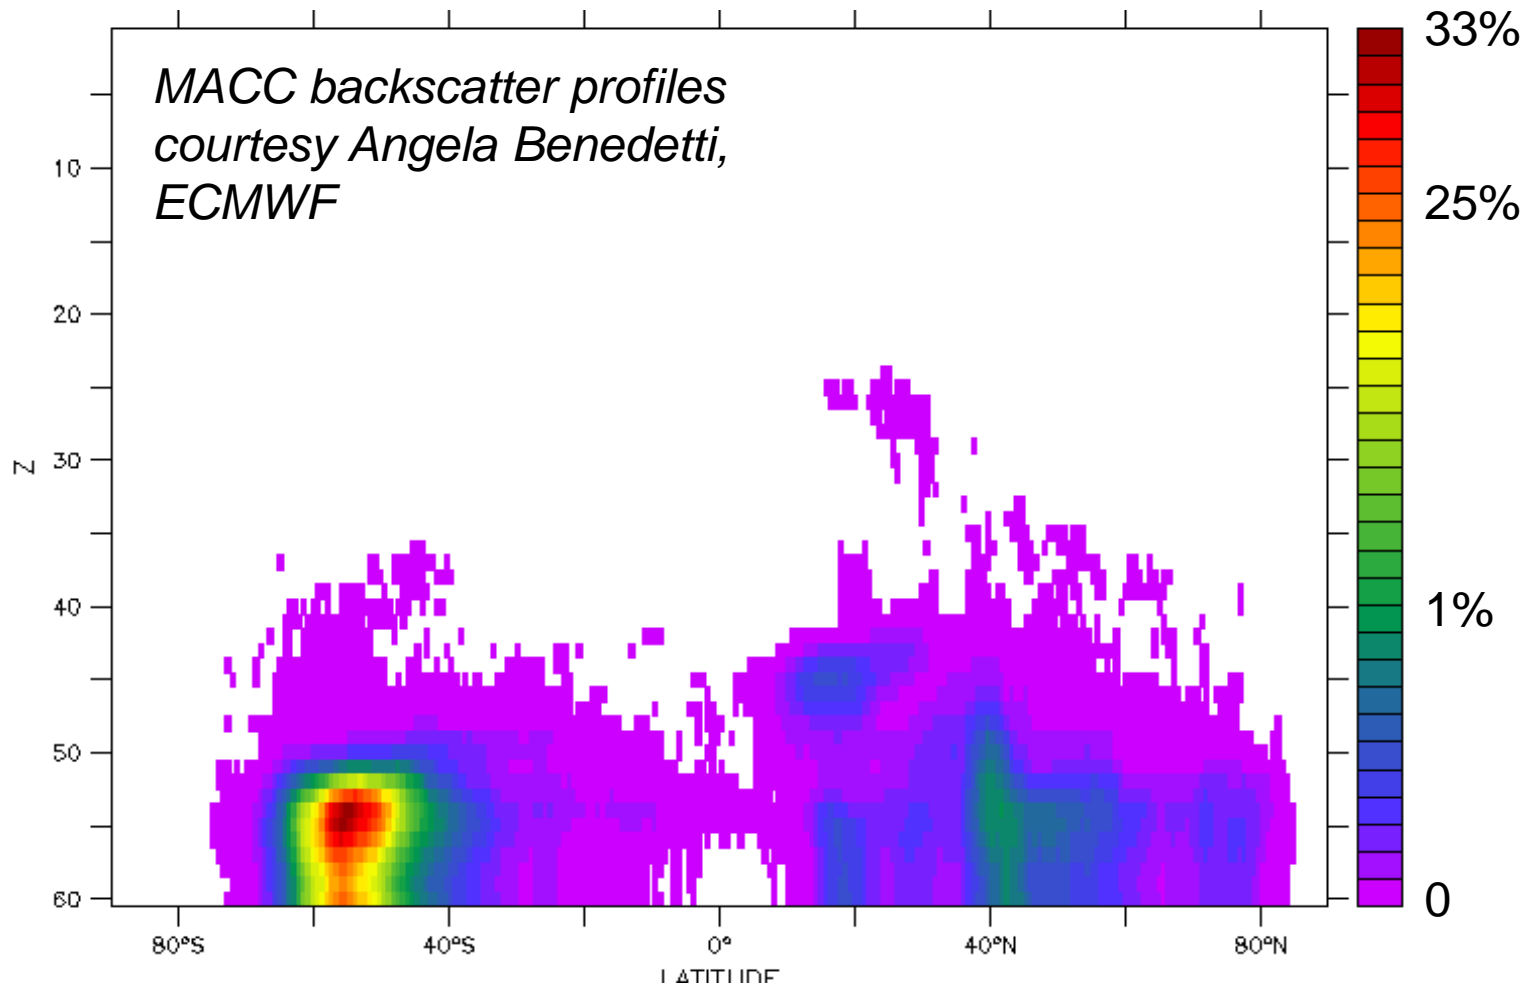 MACC backscatter profiles
courtesy Angela Benedetti,
ECMWF
33%
25%
1%
0
10
20
30
40
50
60
Z
80°S
40°S
0°
40°N
80°N
LATITUDE